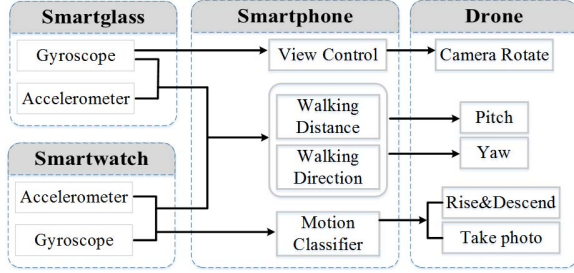 Smartglass
Gyroscope
Accelerometer
Smartwatch
Accelerometer
Gyroscope
Smartphone
View Control
Walking
Distance
Walking
Direction
Motion
Classifier
Drone
Camera Rotate
Pitch
Yaw
Rise&Descend
Take photo